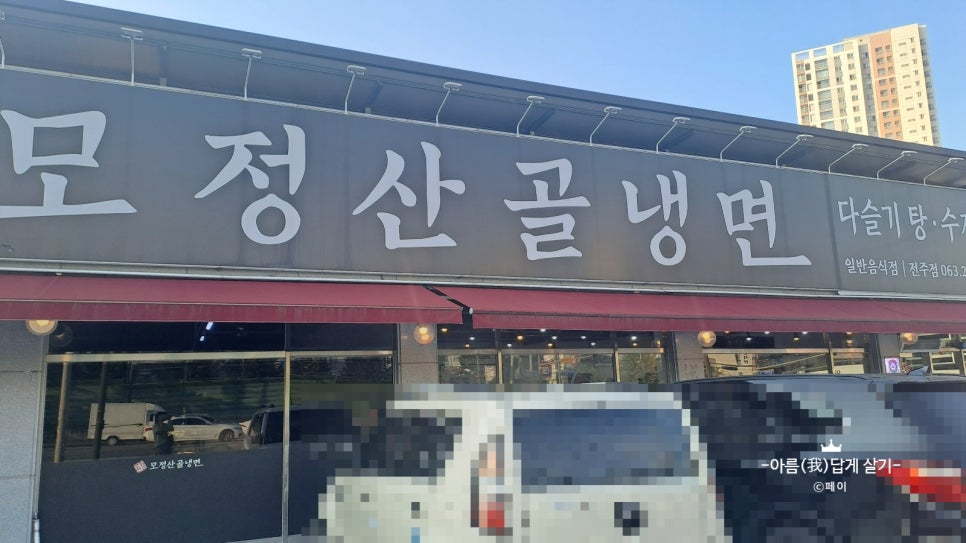 모정산골냉면
다슬기탕·수
일반음식점 | 전주점 063.2
모정산골냉면
-아름(我)답게 살기-
©페이